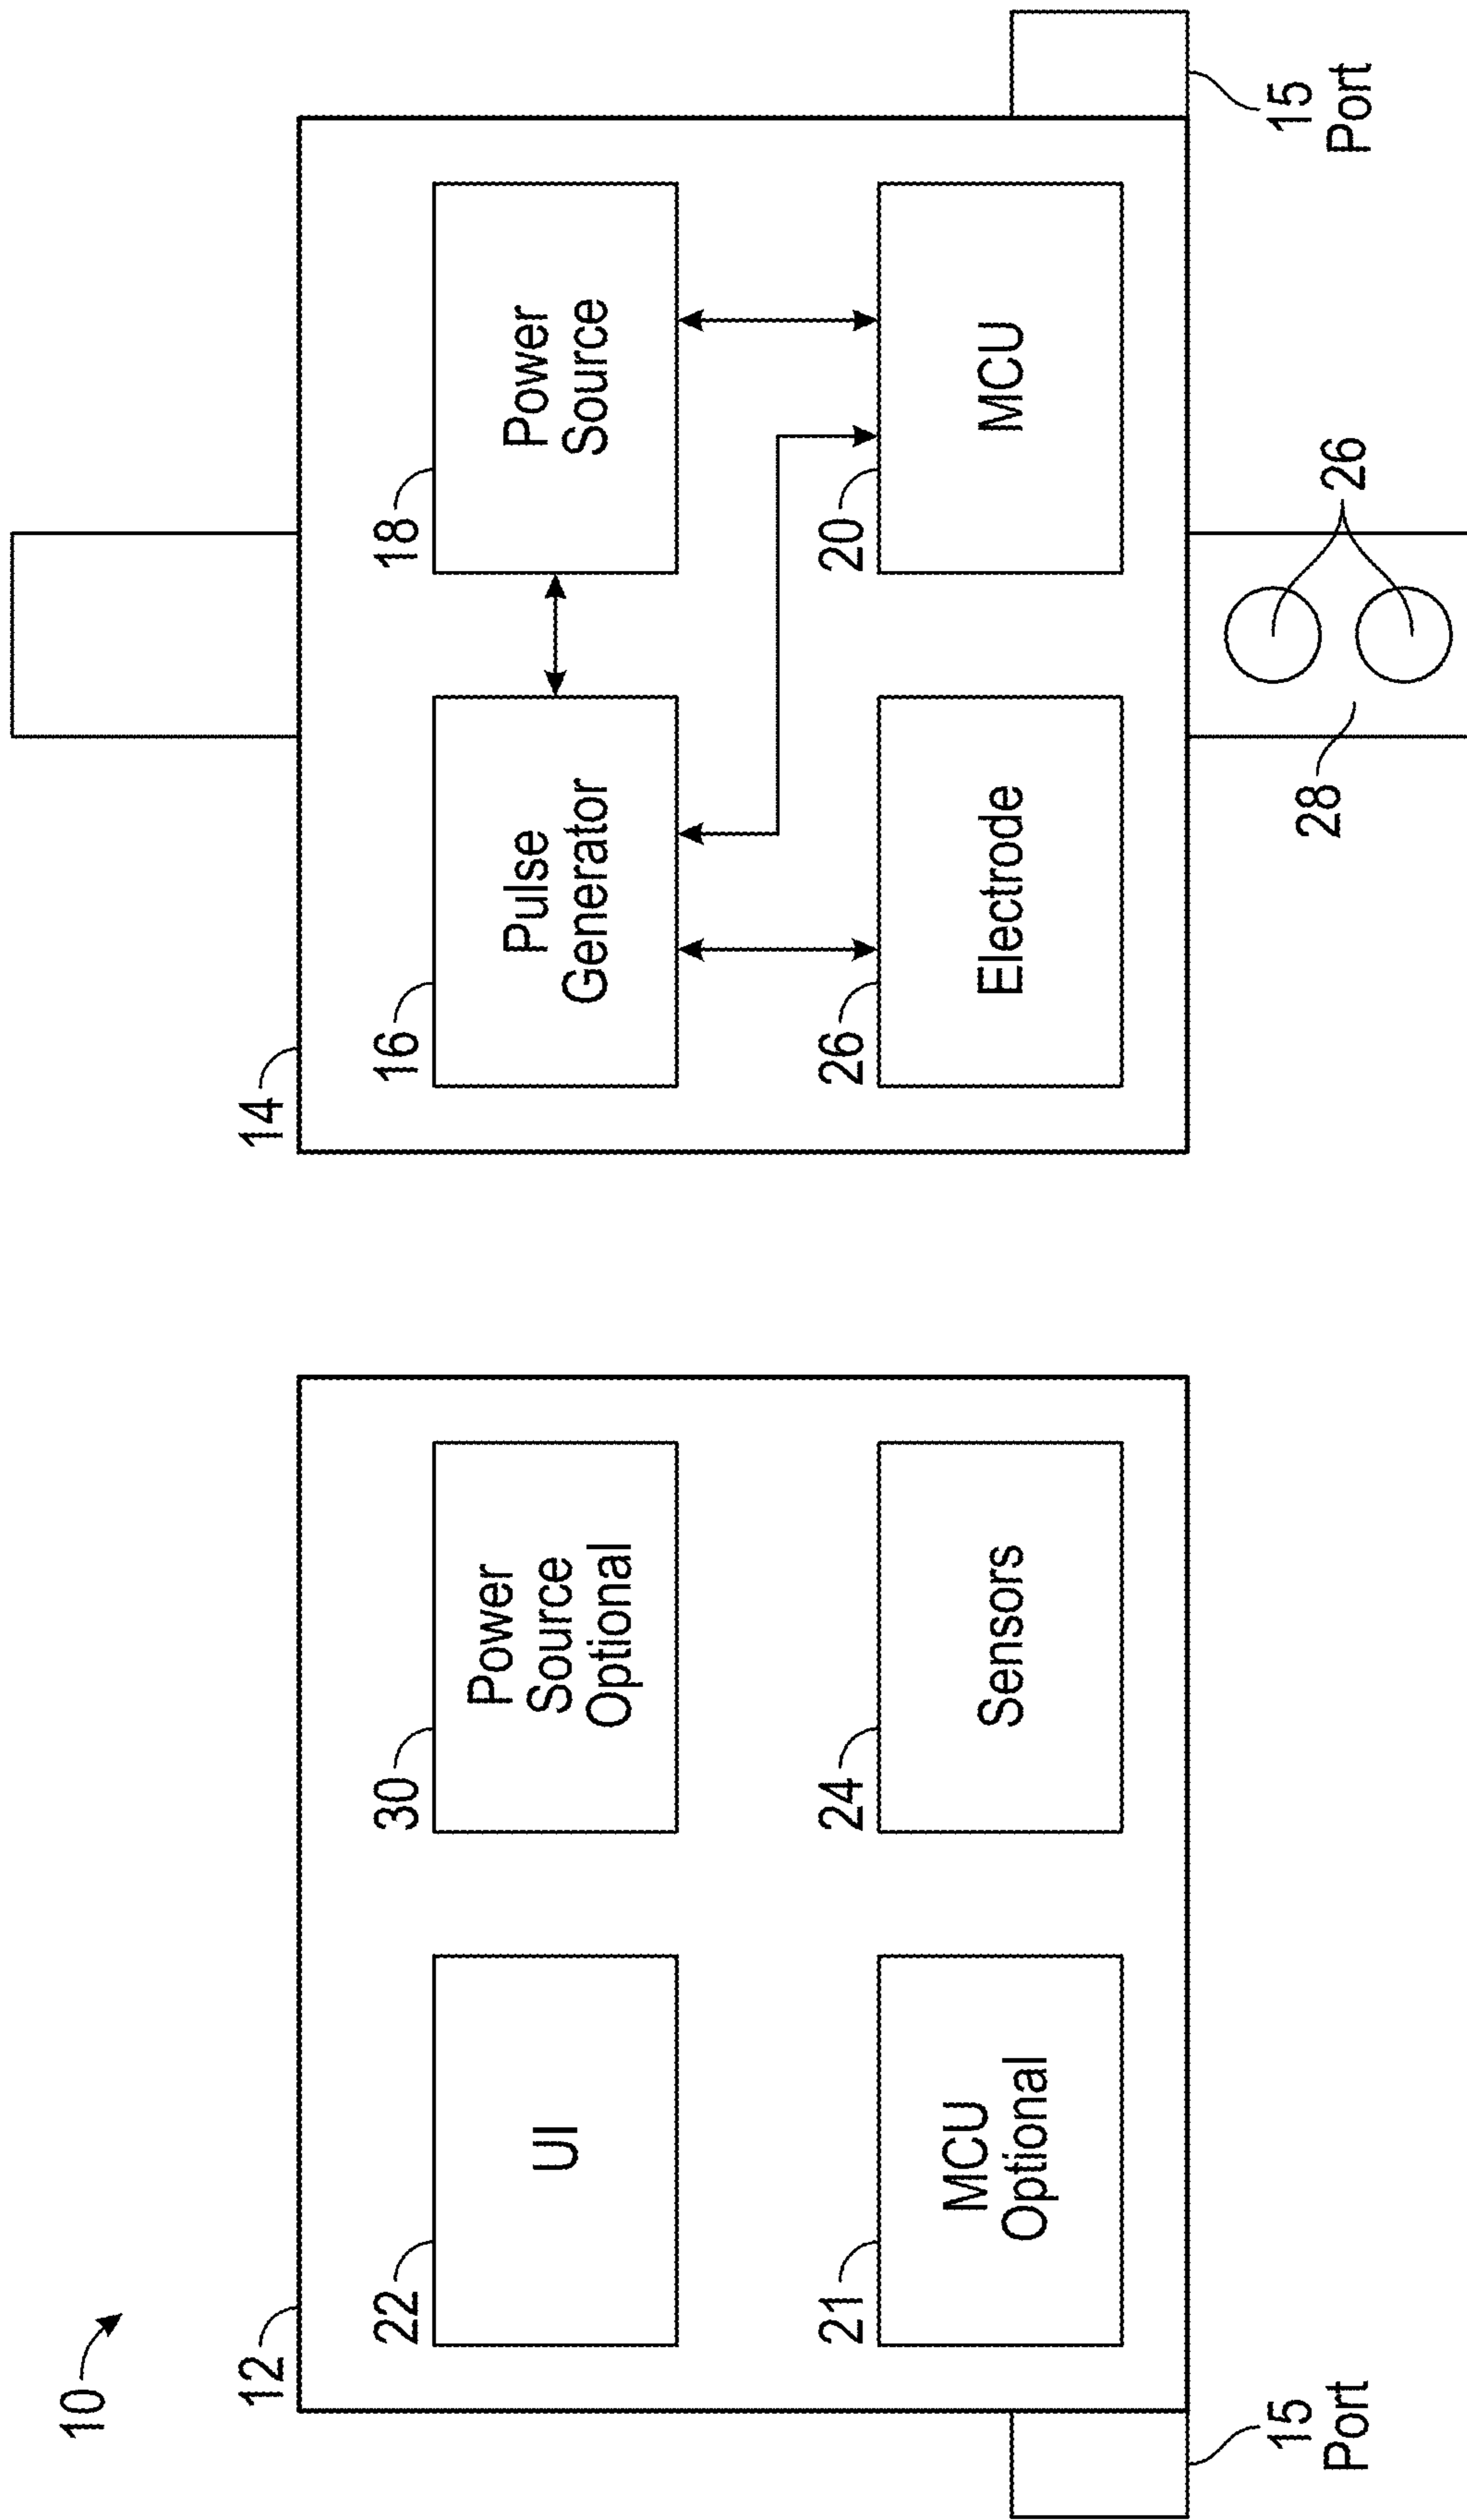 10
12
22
UI
30
Power
Source
Optional
21
MCU
Optional
24
Sensors
15
Port
14
16
Pulse
Generator
18
Power
Source
26
Electrode
20
MCU
28
26
15
Port